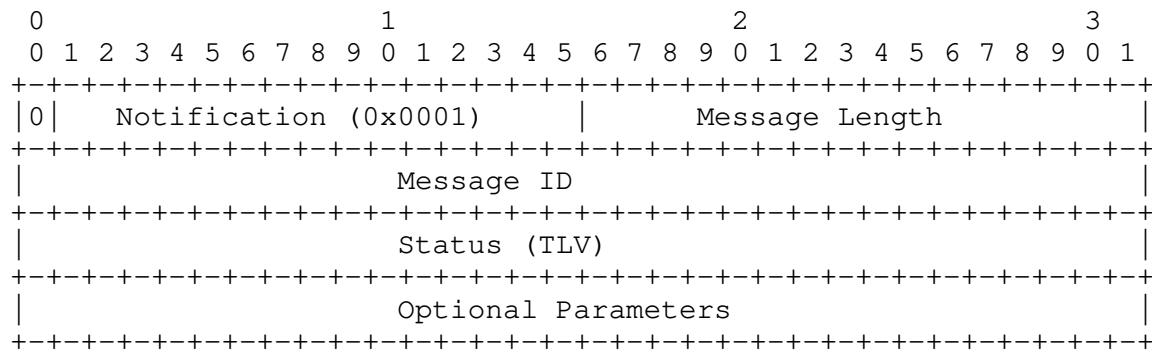 0                   1                   2                   3
 0 1 2 3 4 5 6 7 8 9 0 1 2 3 4 5 6 7 8 9 0 1 2 3 4 5 6 7 8 9 0 1
+-+-+-+-+-+-+-+-+-+-+-+-+-+-+-+-+-+-+-+-+-+-+-+-+-+-+-+-+-+-+-+-+
|0|   Notification (0x0001)     |      Message Length           |
+-+-+-+-+-+-+-+-+-+-+-+-+-+-+-+-+-+-+-+-+-+-+-+-+-+-+-+-+-+-+-+-+
|                     Message ID                                |
+-+-+-+-+-+-+-+-+-+-+-+-+-+-+-+-+-+-+-+-+-+-+-+-+-+-+-+-+-+-+-+-+
|                     Status (TLV)                              |
+-+-+-+-+-+-+-+-+-+-+-+-+-+-+-+-+-+-+-+-+-+-+-+-+-+-+-+-+-+-+-+-+
|                     Optional Parameters                       |
+-+-+-+-+-+-+-+-+-+-+-+-+-+-+-+-+-+-+-+-+-+-+-+-+-+-+-+-+-+-+-+-+